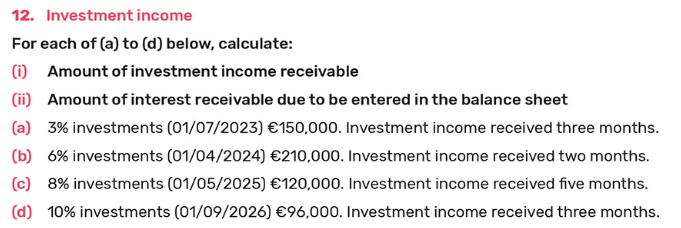 12. Investment income
For each of (a) to (d) below, calculate:
(i) Amount of investment income receivable
(ii) Amount of interest receivable due to be entered in the balance sheet
(a) 3% investments (01/07/2023) €150,000. Investment income received three months.
(b) 6% investments (01/04/2024) €210,000. Investment income received two months.
(c) 8% investments (01/05/2025) €120,000. Investment income received five months.
(d) 10% investments (01/09/2026) €96,000. Investment income received three months.